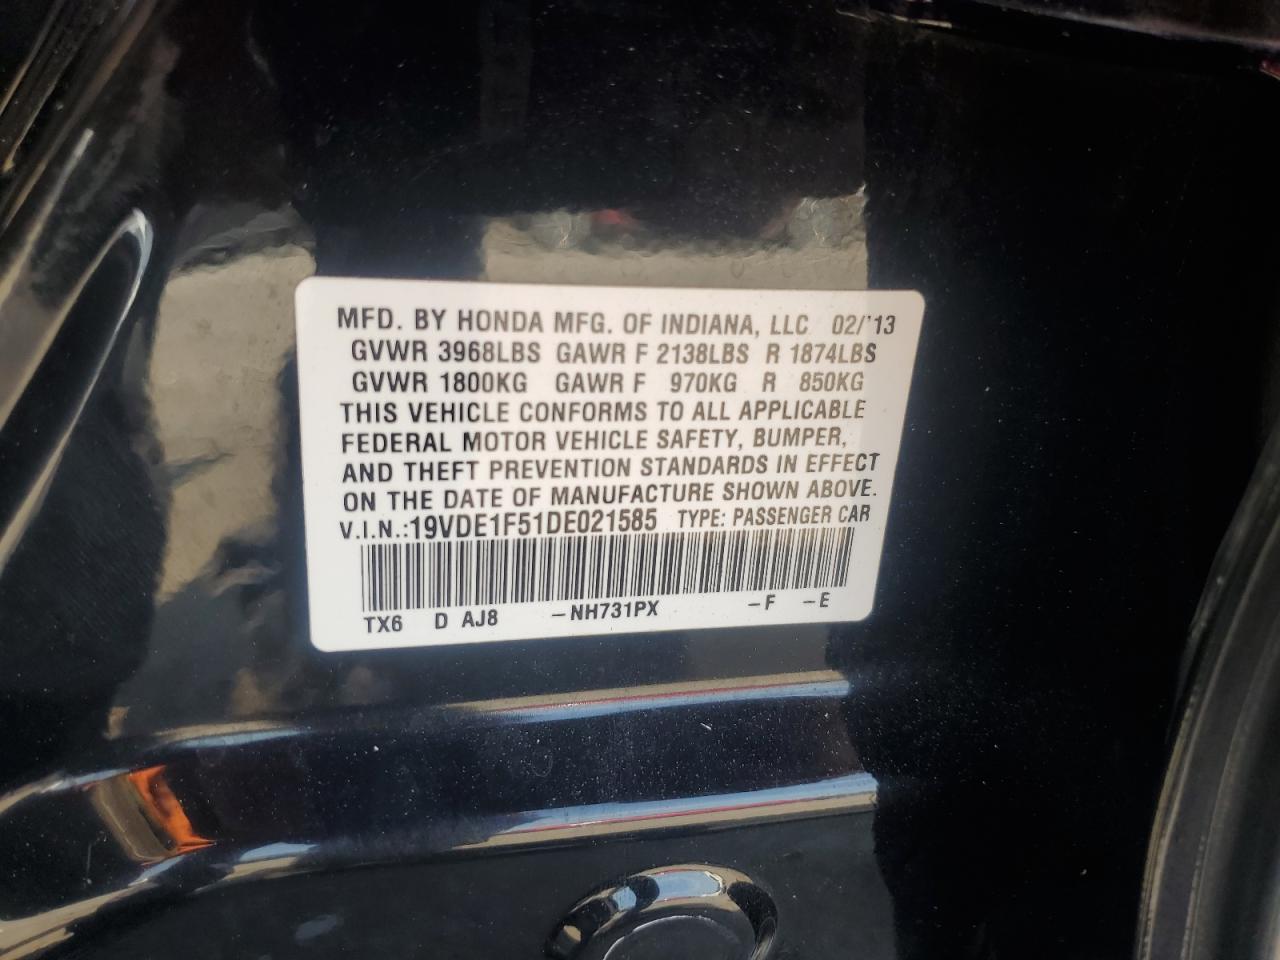 MFD. BY HONDA MFG. OF INDIANA, LLC 02/'13
GVWR 3968LBS GAWR F 2138LBS R 1874LBS
GVWR 1800KG GAWR F 970KG R 850KG
THIS VEHICLE CONFORMS TO ALL APPLICABLE
FEDERAL MOTOR VEHICLE SAFETY, BUMPER,
AND THEFT PREVENTION STANDARDS IN EFFECT
ON THE DATE OF MANUFACTURE SHOWN ABOVE.
V.I.N.:19VDE1F51DE021585 TYPE: PASSENGER CAR
TX6 D AJ8 -NH731PX -F -E